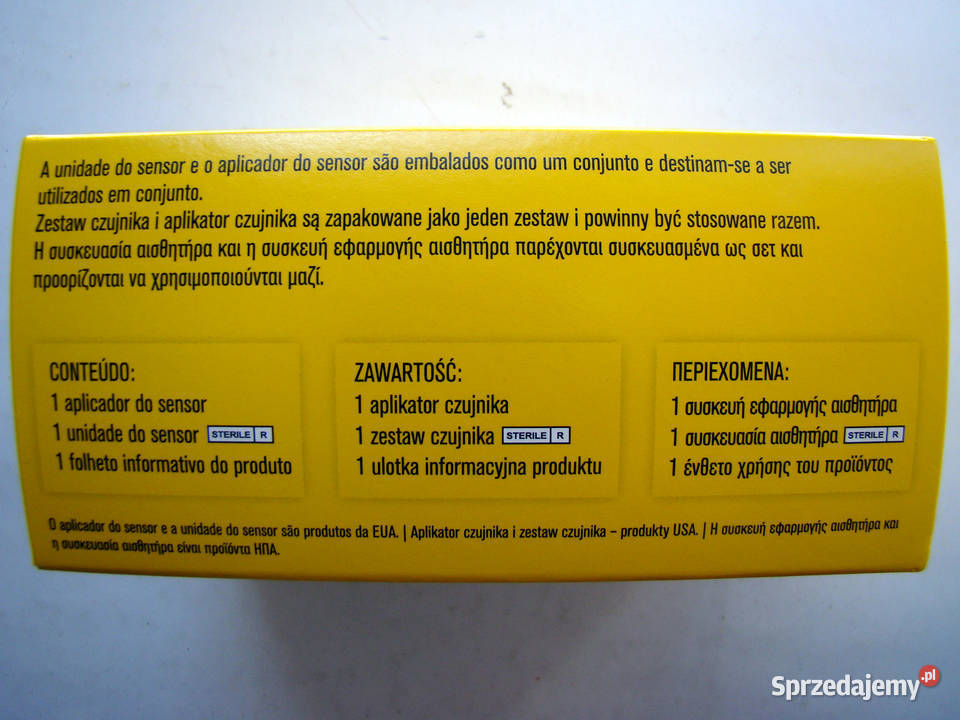 A unidade do sensor e o aplicador do sensor são embalados como um conjunto e destinam-se a ser
utilizados em conjunto.
Zestaw czujnika i aplikator czujnika są zapakowane jako jeden zestaw i powinny być stosowane razem.
Η συσκευασία αισθητήρα και η συσκευή εφαρμογής αισθητήρα παρέχονται συσκευασμένα ως σετ και
προορίζονται να χρησιμοποιούνται μαζί.
CONTEÚDO:
1 aplicador do sensor
1 unidade do sensor STERILE R
1 folheto informativo do produto
ZAWARTOŚĆ:
1 aplikator czujnika
1 zestaw czujnika STERILE R
1 ulotka informacyjna produktu
ΠΕΡΙΕΧΟΜΕΝΑ:
1 συσκευή εφαρμογής αισθητήρα
1 συσκευασία αισθητήρα STERILE R
1 ένθετο χρήσης του προϊόντος
O aplicador do sensor e a unidade do sensor são produtos da EUA. | Aplikator czujnika i zestaw czujnika – produkty USA. | Η συσκευή εφαρμογής αισθητήρα και
η συσκευασία αισθητήρα είναι προϊόντα ΗΠΑ.
Sprzedajemy.pl